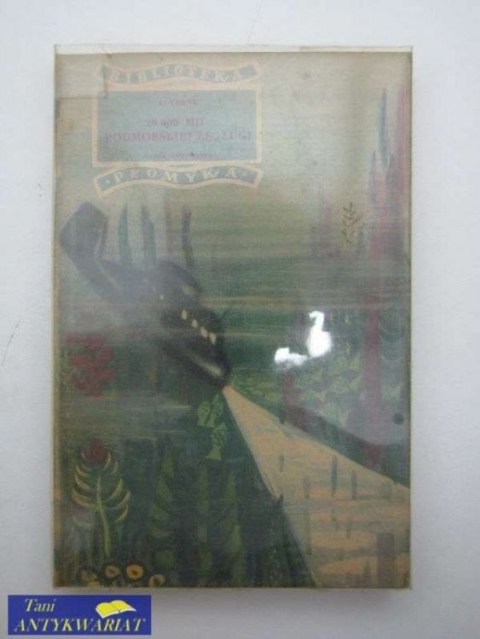 BIBLIOTEKA
J. VERNE
20 000 MIL
PODMORSKIEJ ŻEGLUGI
PROMYKA
Tani
ANTYKWARIAT